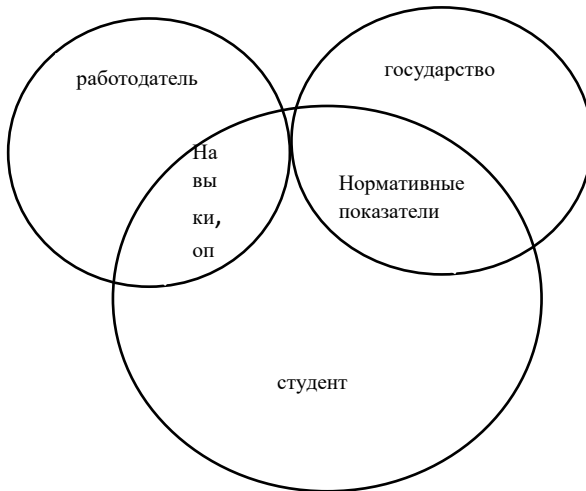 работодатель
государство
На
вы
ки,
оп
Нормативные
показатели
студент